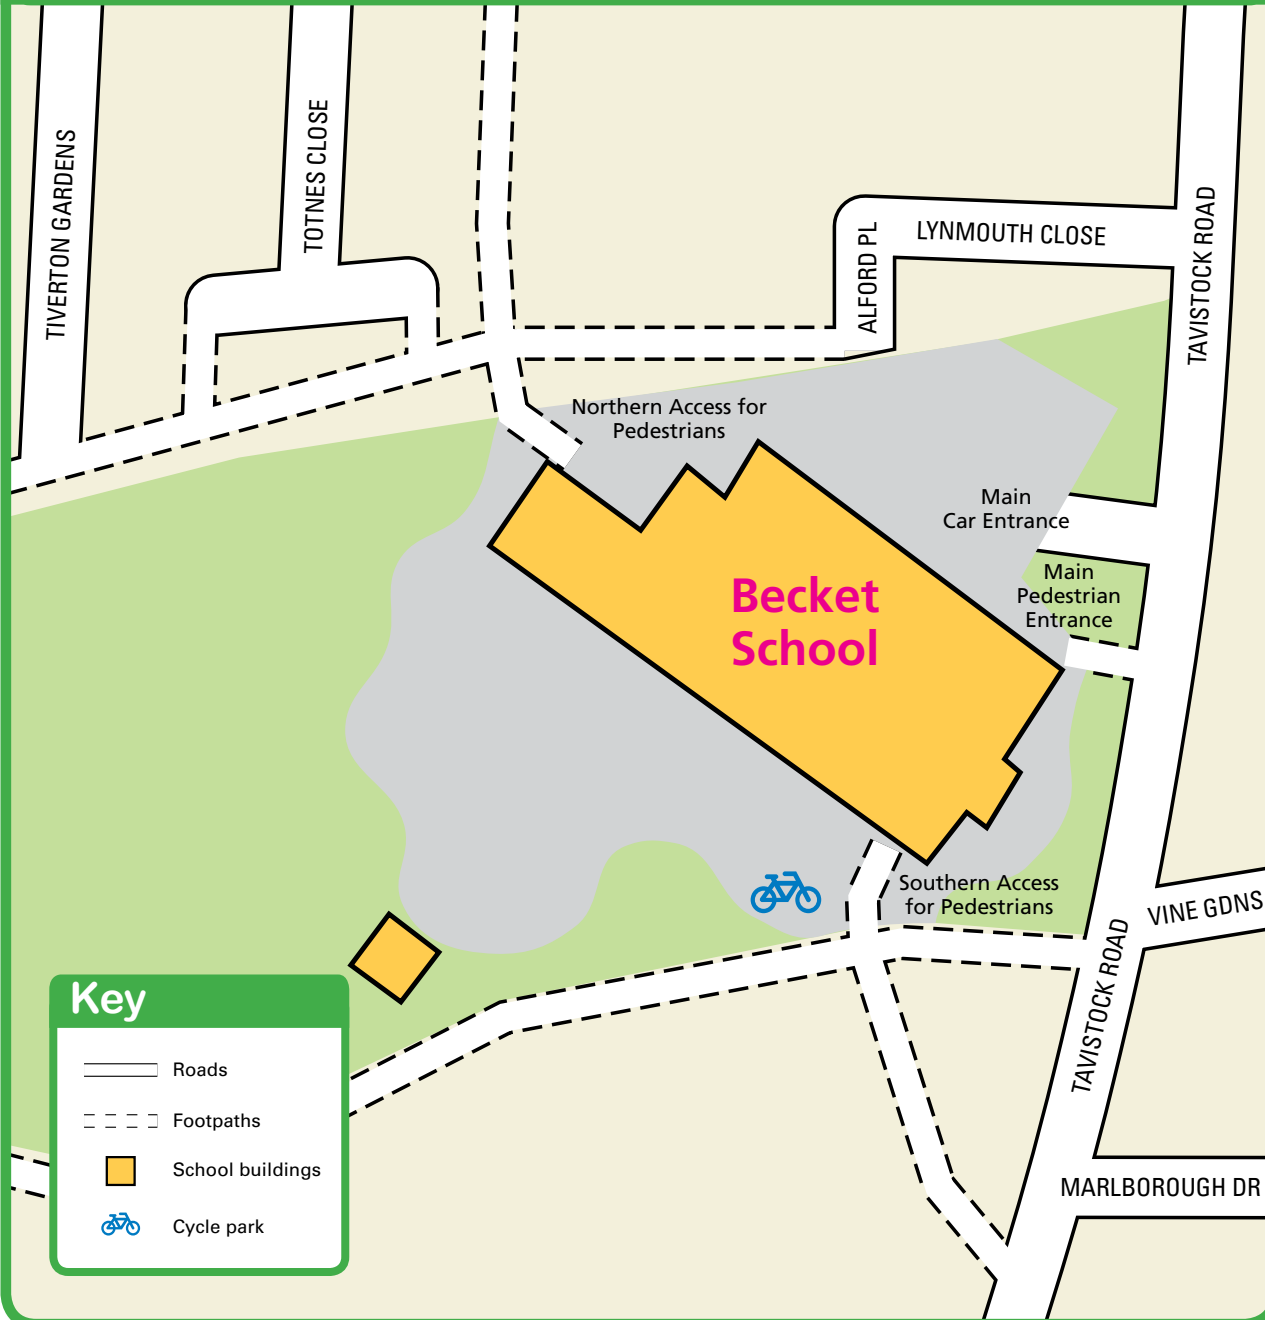 TIVERTON GARDENS
TOTNES CLOSE
ALFORD PL
LYNMOUTH CLOSE
TAVISTOCK ROAD
Northern Access for
Pedestrians
Main
Car Entrance
Main
Pedestrian
Entrance
Becket
School
Southern Access
for Pedestrians
VINE GDNS
TAVISTOCK ROAD
MARLBOROUGH DR
Key
Roads
Footpaths
School buildings
Cycle park